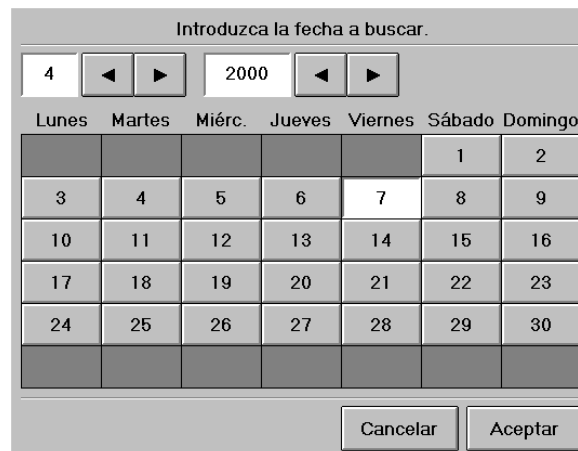 Introduzca la fecha a buscar.
4 2000
Lunes Martes Miérc. Jueves Viernes Sábado Domingo
1 2
3 4 5 6 7 8 9
10 11 12 13 14 15 16
17 18 19 20 21 22 23
24 25 26 27 28 29 30
Cancelar Aceptar